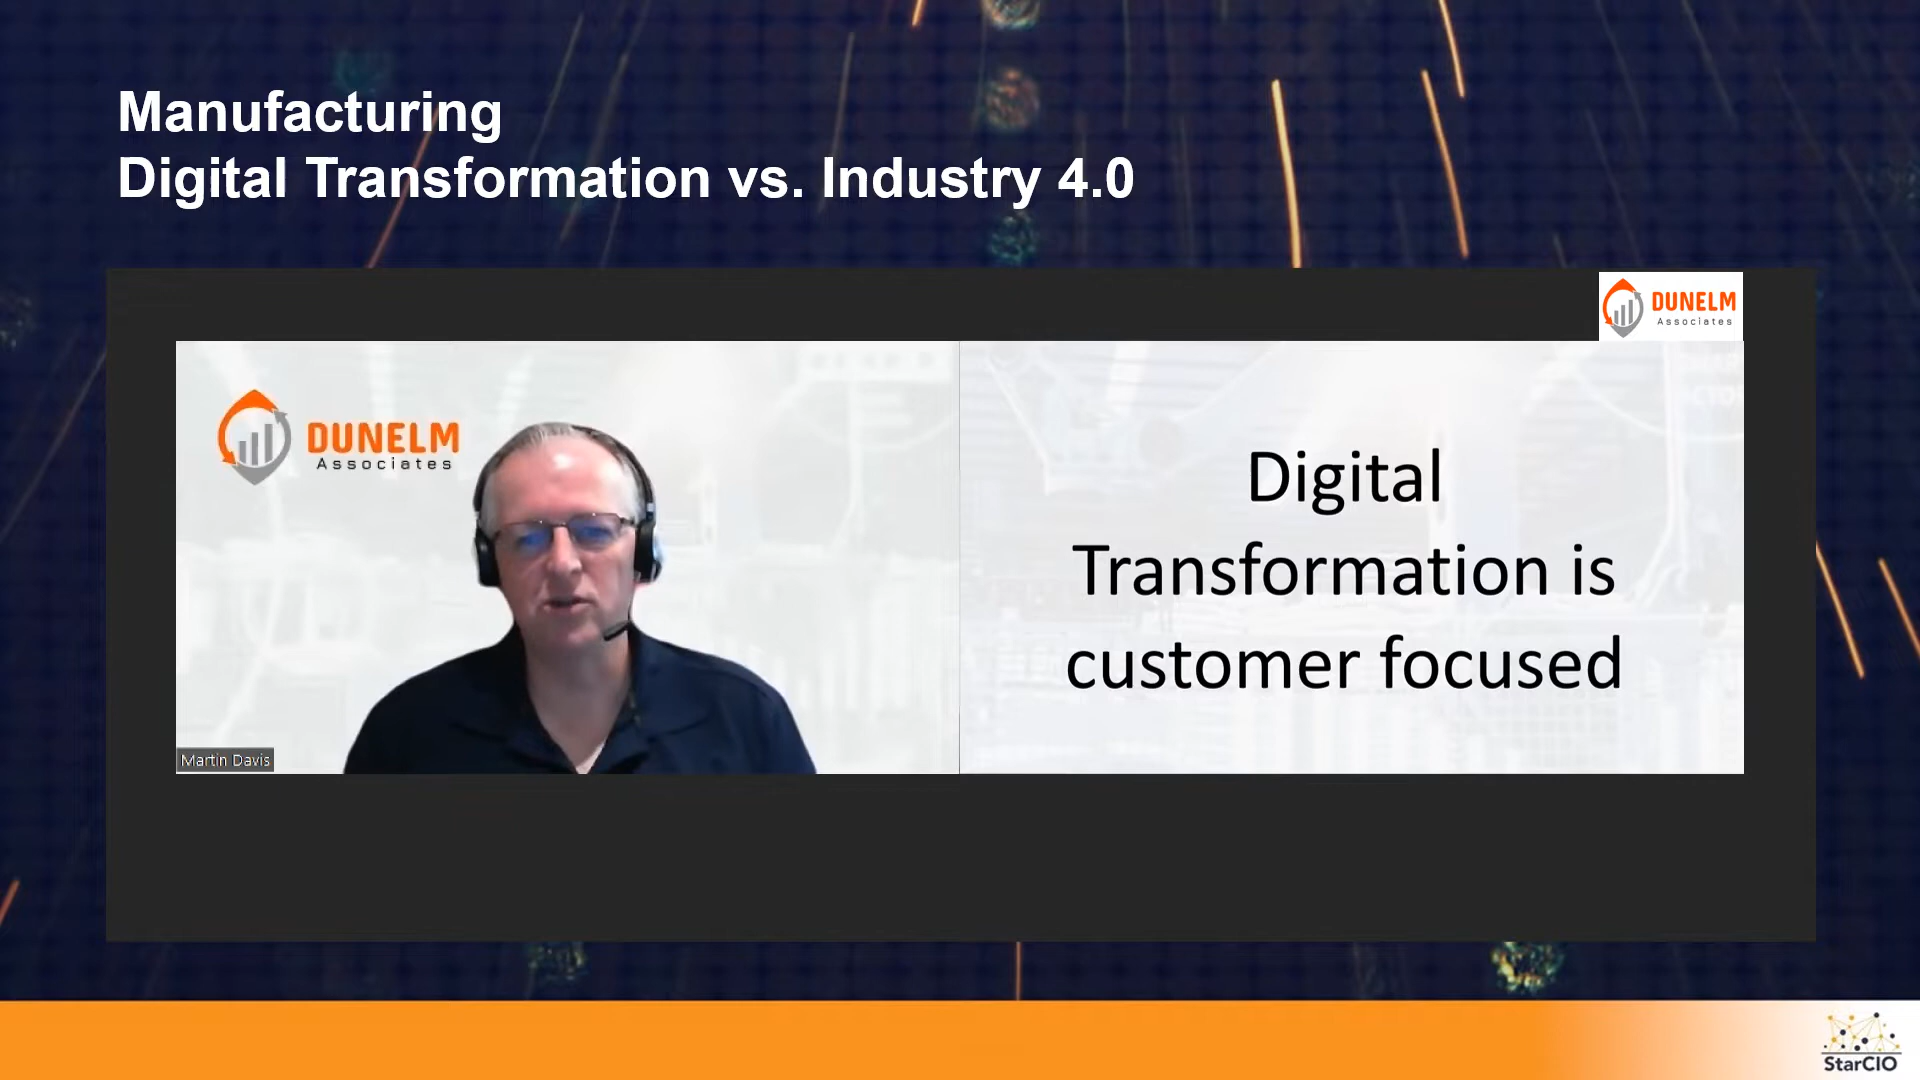 Manufacturing
Digital Transformation vs. Industry 4.0
DUNELM
Associates
DUNELM
Associates
Digital
Transformation is
customer focused
Martin Davis
StarCIO